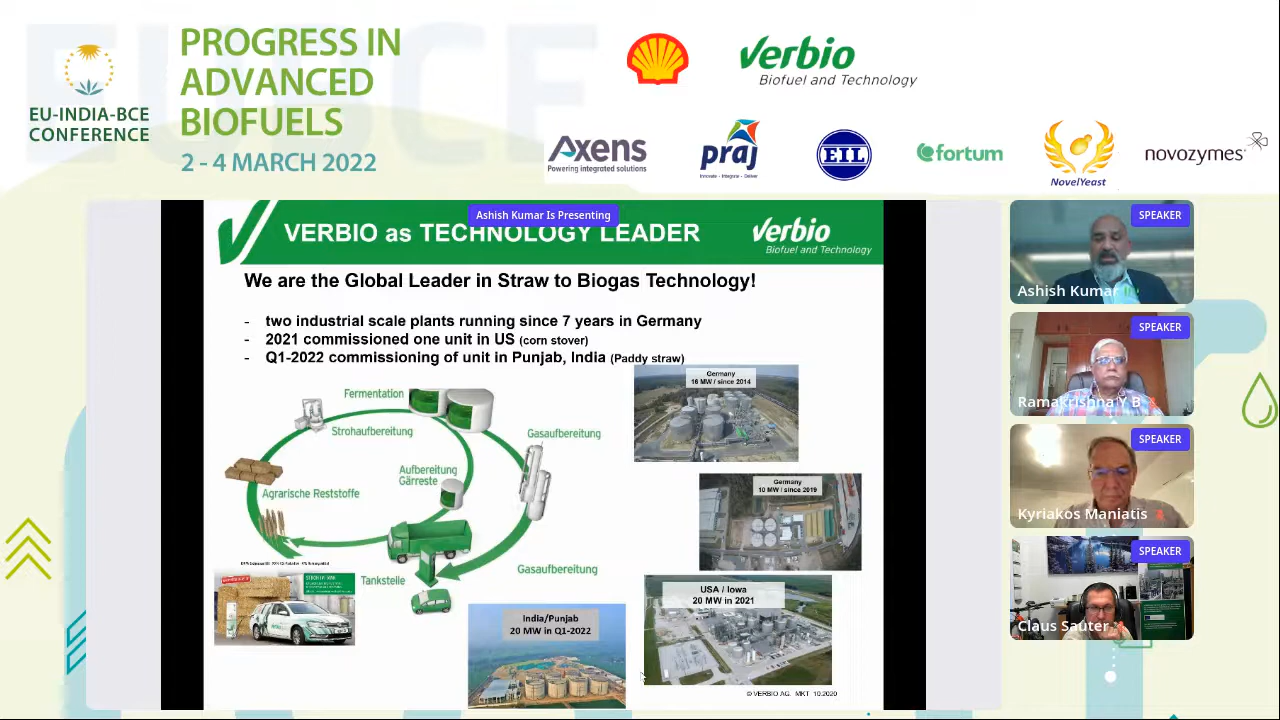 EU-INDIA-BCE
CONFERENCE
PROGRESS IN
ADVANCED
BIOFUELS
2 - 4 MARCH 2022
Verbio
Biofuel and Technology
Axens
Powering integrated solutions
praj
Innovate • Integrate • Deliver
EIL
fortum
NovelYeast
novozymes
Ashish Kumar Is Presenting
VERBIO as TECHNOLOGY LEADER
Verbio
Biofuel and Technology
We are the Global Leader in Straw to Biogas Technology!
- two industrial scale plants running since 7 years in Germany
- 2021 commissioned one unit in US (corn stover)
- Q1-2022 commissioning of unit in Punjab, India (Paddy straw)
Fermentation
Strohaufbereitung
Gasaufbereitung
Aufbereitung
Gärreste
Agrarische Reststoffe
Tankstelle
Gasaufbereitung
Germany
16 MW / since 2014
Germany
10 MW / since 2019
USA / Iowa
20 MW in 2021
India/Punjab
20 MW in Q1-2022
© VERBIO AG. MKT 10.2020
SPEAKER
Ashish Kumar
SPEAKER
Ramakrishna Y B
SPEAKER
Kyriakos Maniatis
SPEAKER
Claus Sauter